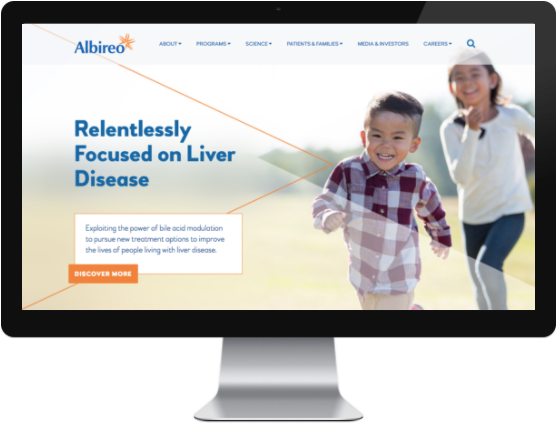 Albireo
ABOUT PROGRAMS SCIENCE PATIENTS & FAMILIES MEDIA & INVESTORS CAREERS
Relentlessly
Focused on Liver
Disease
Exploiting the power of bile acid modulation
to pursue new treatment options to improve
the lives of people living with liver disease.
DISCOVER MORE